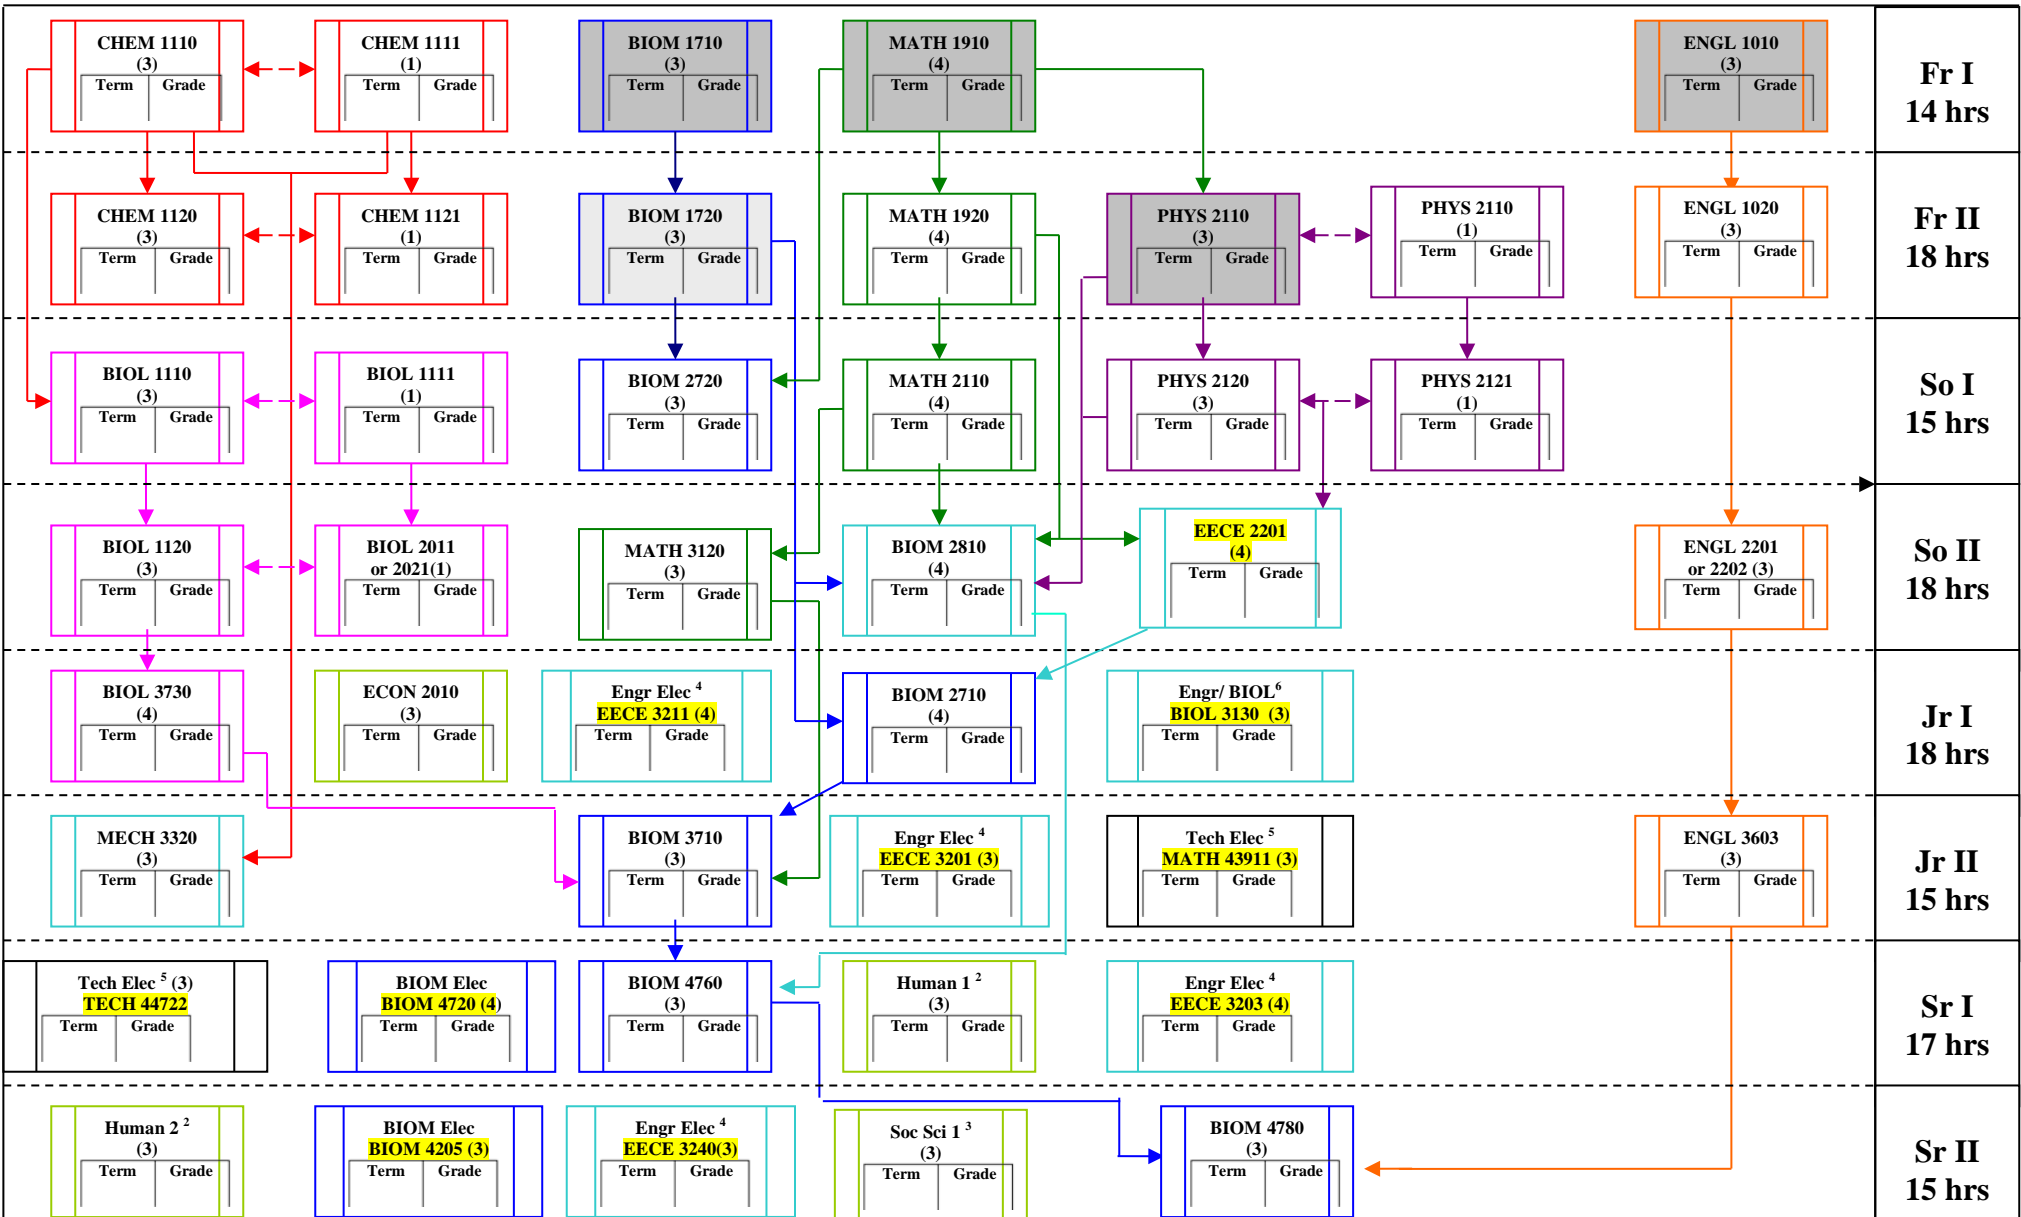 CHEM 1110
(3)
Term Grade
CHEM 1111
(1)
Term Grade
BIOM 1710
(3)
Term Grade
MATH 1910
(4)
Term Grade
ENGL 1010
(3)
Term Grade
Fr I
14 hrs
CHEM 1120
(3)
Term Grade
CHEM 1121
(1)
Term Grade
BIOM 1720
(3)
Term Grade
MATH 1920
(4)
Term Grade
PHYS 2110
(3)
Term Grade
PHYS 2110
(1)
Term Grade
ENGL 1020
(3)
Term Grade
Fr II
18 hrs
BIOL 1110
(3)
Term Grade
BIOL 1111
(1)
Term Grade
BIOM 2720
(3)
Term Grade
MATH 2110
(4)
Term Grade
PHYS 2120
(3)
Term Grade
PHYS 2121
(1)
Term Grade
So I
15 hrs
BIOL 1120
(3)
Term Grade
BIOL 2011
or 2021(1)
Term Grade
MATH 3120
(3)
Term Grade
BIOM 2810
(4)
Term Grade
EECE 2201
(4)
Term Grade
ENGL 2201
or 2202 (3)
Term Grade
So II
18 hrs
BIOL 3730
(4)
Term Grade
ECON 2010
(3)
Term Grade
Engr Elec 4
EECE 3211 (4)
Term Grade
BIOM 2710
(4)
Term Grade
Engr/ BIOL6
BIOL 3130 (3)
Term Grade
Jr I
18 hrs
MECH 3320
(3)
Term Grade
BIOM 3710
(3)
Term Grade
Engr Elec 4
EECE 3201 (3)
Term Grade
Tech Elec 5
MATH 43911 (3)
Term Grade
ENGL 3603
(3)
Term Grade
Jr II
15 hrs
Tech Elec 5 (3)
TECH 44722
Term Grade
BIOM Elec
BIOM 4720 (4)
Term Grade
BIOM 4760
(3)
Term Grade
Human 1 2
(3)
Term Grade
Engr Elec 4
EECE 3203 (4)
Term Grade
Sr I
17 hrs
Human 2 2
(3)
Term Grade
BIOM Elec
BIOM 4205 (3)
Term Grade
Engr Elec 4
EECE 3240(3)
Term Grade
Soc Sci 1 3
(3)
Term Grade
BIOM 4780
(3)
Term Grade
Sr II
15 hrs